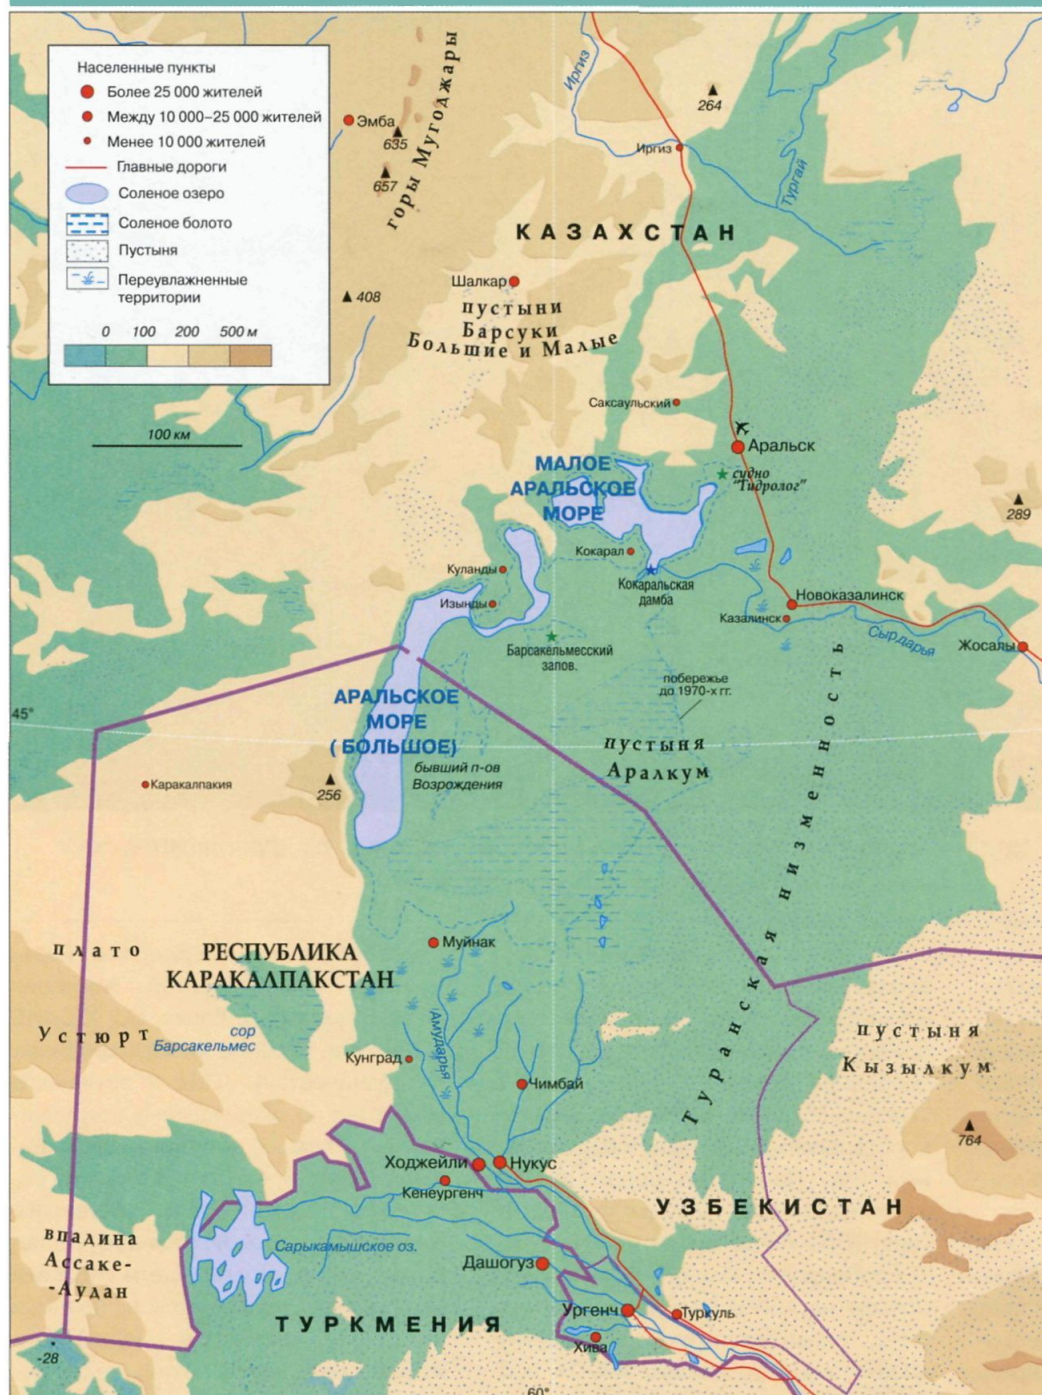 Населенные пункты
Более 25 000 жителей
Между 10 000–25 000 жителей
Менее 10 000 жителей
Главные дороги
Соленое озеро
Соленое болото
Пустыня
Переувлажненные
территории
0 100 200 500 м
100 км
Эмба
635
657
горы Мугоджары
408
Иргиз
264
Иргиз
Тургай
КАЗАХСТАН
Шалкар
пустыни
Барсуки
Большие и Малые
Саксаульский
Аральск
судно
"Гидролог"
МАЛОЕ
АРАЛЬСКОЕ
МОРЕ
289
Кокарал
Куланды
Кокаральская
дамба
Изынды
Новоказалинск
Казалинск
Сырдарья
Жосалы
Барсакельмесский
запов.
побережье
до 1970-х гг.
45°
АРАЛЬСКОЕ
МОРЕ
(БОЛЬШОЕ)
бывший п-ов
Возрождения
пустыня
Аралкум
Каракалпакия
256
Туранская низменность
Муйнак
плато
Устюрт
РЕСПУБЛИКА
КАРАКАЛПАКСТАН
сор
Барсакельмес
Амударья
Кунград
Чимбай
пустыня
Кызылкум
764
Ходжейли
Нукус
Кенеургенч
УЗБЕКИСТАН
впадина
Ассаке-
-Аудан
Сарыкамышское оз.
Дашогуз
Ургенч
Туркуль
ТУРКМЕНИЯ
Хива
-28
60°